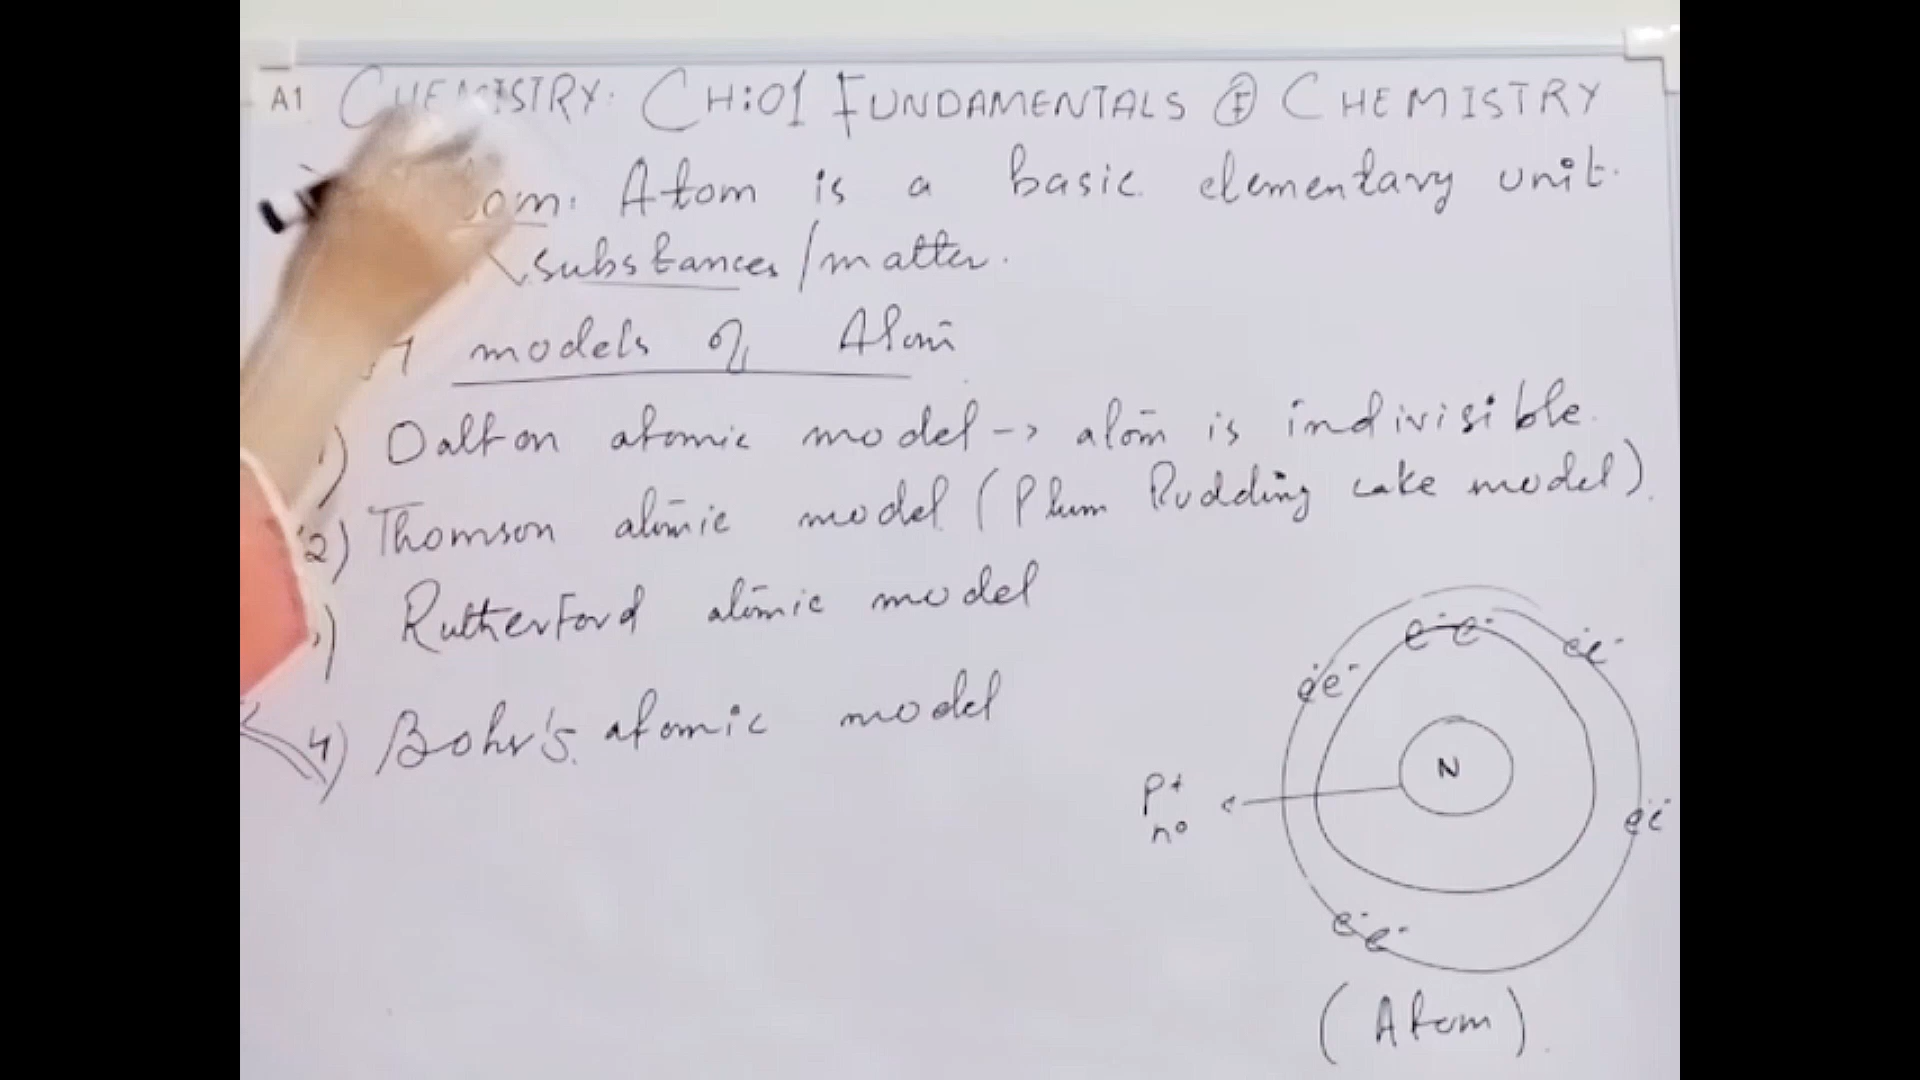 A1
CHEMISTRY: CH:01 FUNDAMENTALS OF CHEMISTRY
tom: Atom is a basic elementary unit.
substances/matter.
models of Atom
1) Dalton atomic model -> atom is indivisible.
2) Thomson atomic model (Plum Pudding cake model).
) Rutherford atomic model
4) Bohr's atomic model
e- e-
e- e-
e- e-
N
p+
n°
e- e-
e- e-
(Atom)